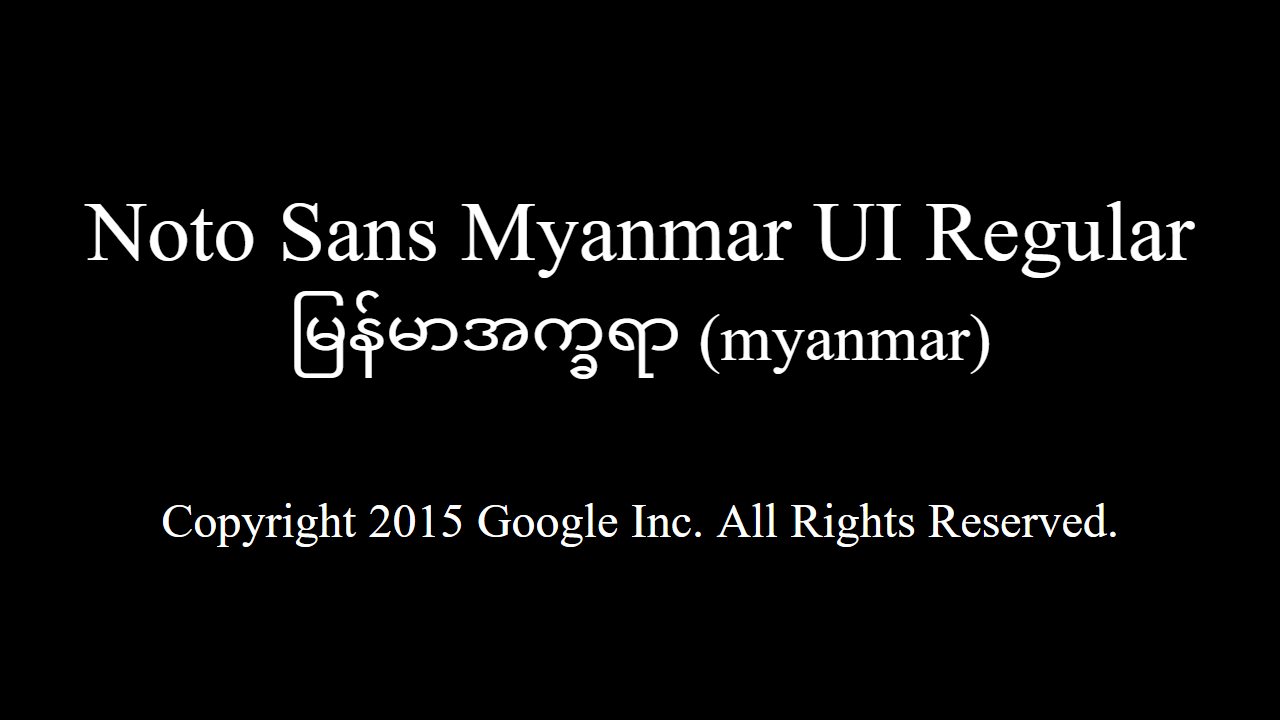 Noto Sans Myanmar UI Regular
မြန်မာအက္ခရာ (myanmar)
Copyright 2015 Google Inc. All Rights Reserved.